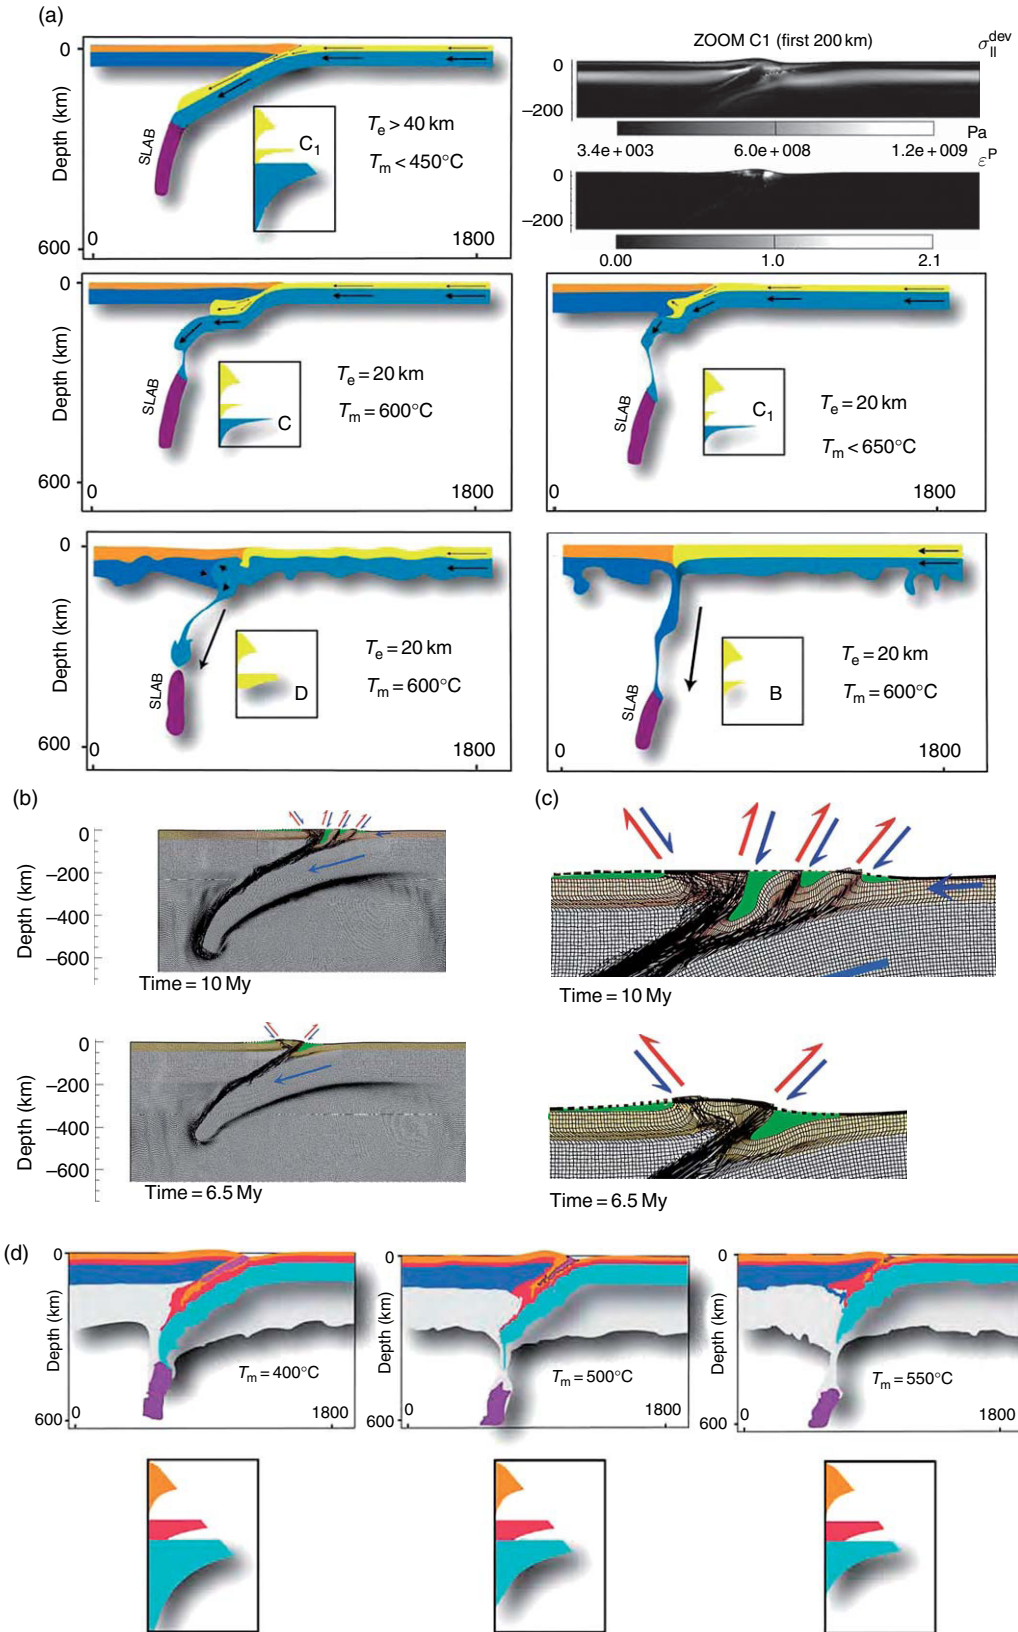 (a)
0
Depth (km)
600
SLAB
C1
Te > 40 km
Tm < 450°C
0
1800
ZOOM C1 (first 200 km)
σ II dev
0
−200
Pa
3.4e+003
6.0e+008
1.2e+009
εP
0
−200
0.00
1.0
2.1
0
Depth (km)
600
SLAB
C
Te = 20 km
Tm = 600°C
0
1800
0
SLAB
C1
Te = 20 km
Tm < 650°C
600
0
1800
0
Depth (km)
600
SLAB
D
Te = 20 km
Tm = 600°C
0
1800
0
SLAB
B
Te = 20 km
Tm = 600°C
600
0
1800
(b)
0
−200
−400
−600
Depth (km)
Time = 10 My
0
−200
−400
−600
Depth (km)
Time = 6.5 My
(c)
Time = 10 My
Time = 6.5 My
(d)
0
Depth (km)
600
Tm = 400°C
0
1800
0
Depth (km)
600
Tm = 500°C
0
1800
0
Depth (km)
600
Tm = 550°C
0
1800